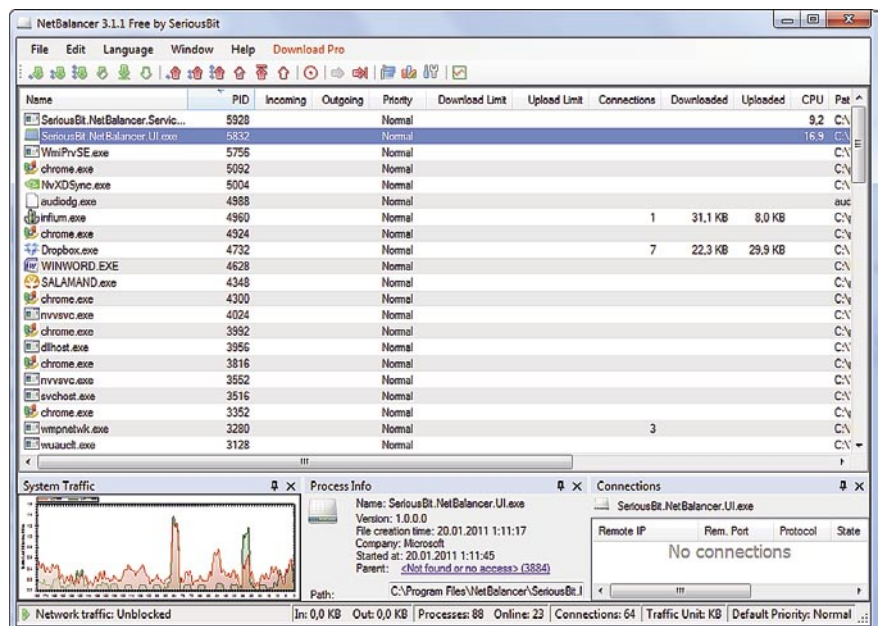 NetBalancer 3.1.1 Free by SeriousBit
File Edit Language Window Help Download Pro
Name PID Incoming Outgoing Priority Download Limit Upload Limit Connections Downloaded Uploaded CPU Pat
SeriousBit.NetBalancer.Servic... 5928 Normal 9,2 C:\
SeriousBit.NetBalancer.UI.exe 5832 Normal 16,9 C:\
WmiPrvSE.exe 5756 Normal C:\
chrome.exe 5092 Normal C:\
NvXDSync.exe 5004 Normal C:\
audiodg.exe 4988 Normal auc
infium.exe 4960 Normal 1 31,1 KB 8,0 KB C:\
chrome.exe 4924 Normal C:\
Dropbox.exe 4732 Normal 7 22,3 KB 29,9 KB C:\
WINWORD.EXE 4628 Normal C:\
SALAMAND.exe 4348 Normal C:\
chrome.exe 4300 Normal C:\
nvvsvc.exe 4024 Normal C:\
chrome.exe 3992 Normal C:\
dllhost.exe 3956 Normal C:\
chrome.exe 3816 Normal C:\
nvvsvc.exe 3552 Normal C:\
svchost.exe 3516 Normal C:\
chrome.exe 3352 Normal C:\
wmpnetwk.exe 3280 Normal 3 C:\
wuauclt.exe 3128 Normal C:\
System Traffic
Process Info
Name: SeriousBit.NetBalancer.UI.exe
Version: 1.0.0.0
File creation time: 20.01.2011 1:11:17
Company: Microsoft
Started at: 20.01.2011 1:11:45
Parent: <Not found or no access> (3884)
Path: C:\Program Files\NetBalancer\SeriousBit.
Connections
SeriousBit.NetBalancer.UI.exe
Remote IP Rem. Port Protocol State
No connections
Network traffic: Unblocked In: 0,0 KB Out: 0,0 KB Processes: 88 Online: 23 Connections: 64 Traffic Unit: KB Default Priority: Normal